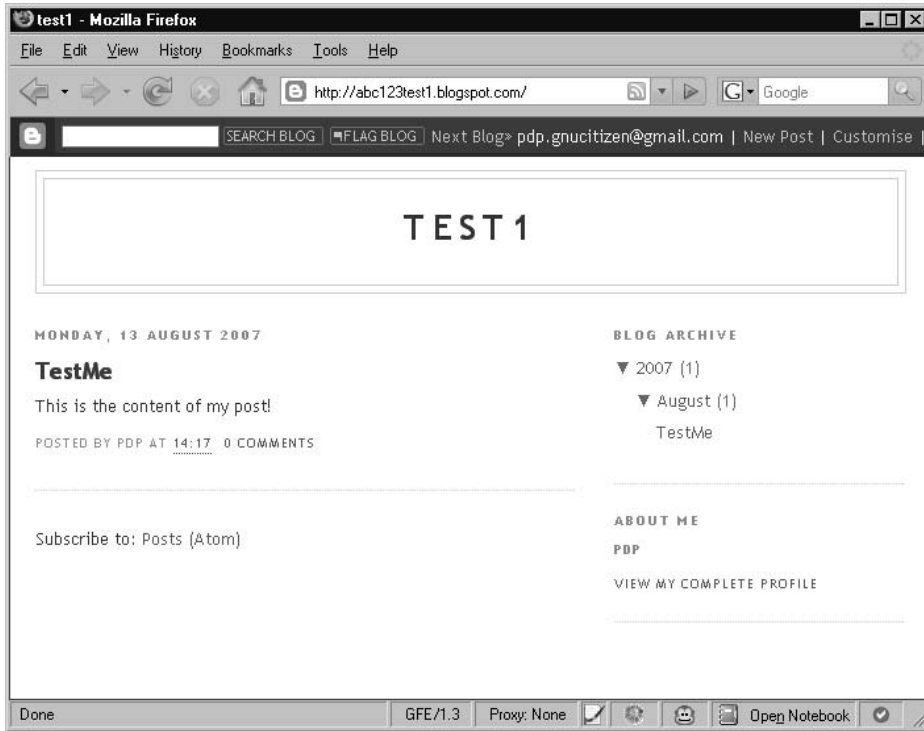 test1 - Mozilla Firefox
File Edit View History Bookmarks Tools Help
http://abc123test1.blogspot.com/ G Google
SEARCH BLOG FLAG BLOG Next Blog» pdp.gnucitizen@gmail.com | New Post | Customise |
TEST1
MONDAY, 13 AUGUST 2007
TestMe
This is the content of my post!
POSTED BY PDP AT 14:17 0 COMMENTS
Subscribe to: Posts (Atom)
BLOG ARCHIVE
▼ 2007 (1)
▼ August (1)
TestMe
ABOUT ME
PDP
VIEW MY COMPLETE PROFILE
Done GFE/1.3 Proxy: None Open Notebook